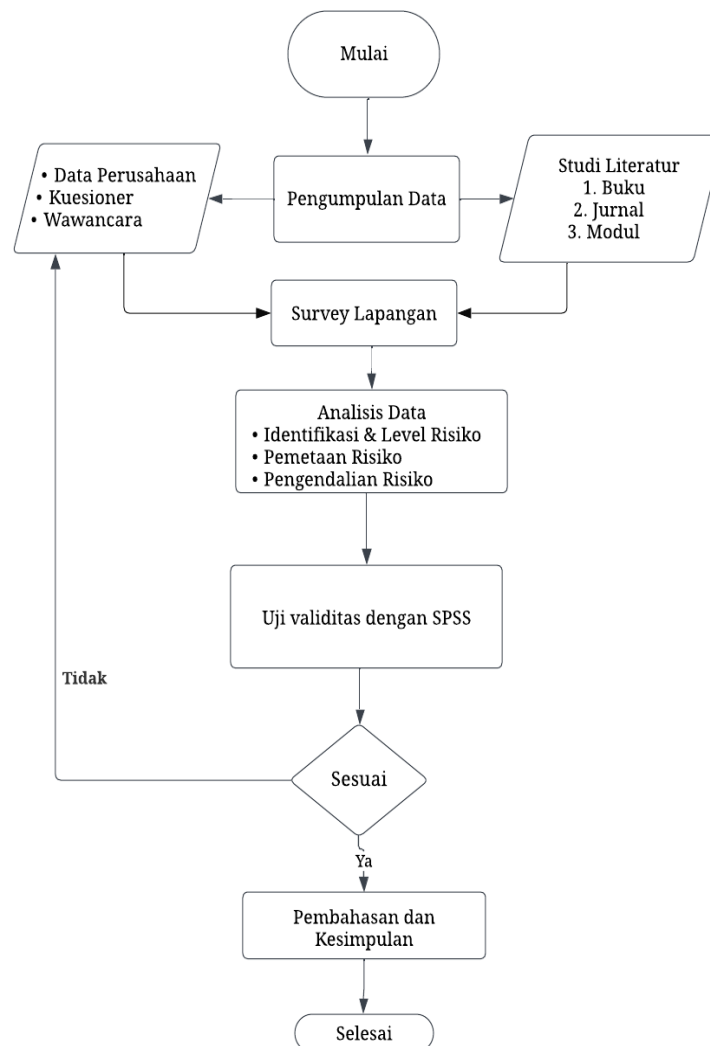 Mulai
Pengumpulan Data
• Data Perusahaan
• Kuesioner
• Wawancara
Studi Literatur
1. Buku
2. Jurnal
3. Modul
Survey Lapangan
Analisis Data
• Identifikasi & Level Risiko
• Pemetaan Risiko
• Pengendalian Risiko
Uji validitas dengan SPSS
Tidak
Sesuai
Ya
Pembahasan dan
Kesimpulan
Selesai